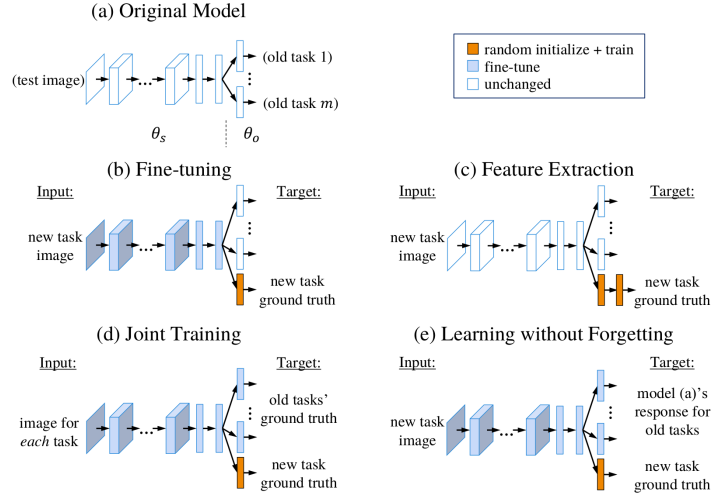 (a) Original Model
(test image)
...
(old task 1)
...
(old task m)
θs
θo
random initialize + train
fine-tune
unchanged
(b) Fine-tuning
Input:
Target:
new task
image
...
...
new task
ground truth
(c) Feature Extraction
Input:
Target:
new task
image
...
...
new task
ground truth
(d) Joint Training
Input:
Target:
image for
each task
...
old tasks'
...
ground truth
new task
ground truth
(e) Learning without Forgetting
Input:
Target:
new task
image
...
model (a)'s
...
response for
old tasks
new task
ground truth